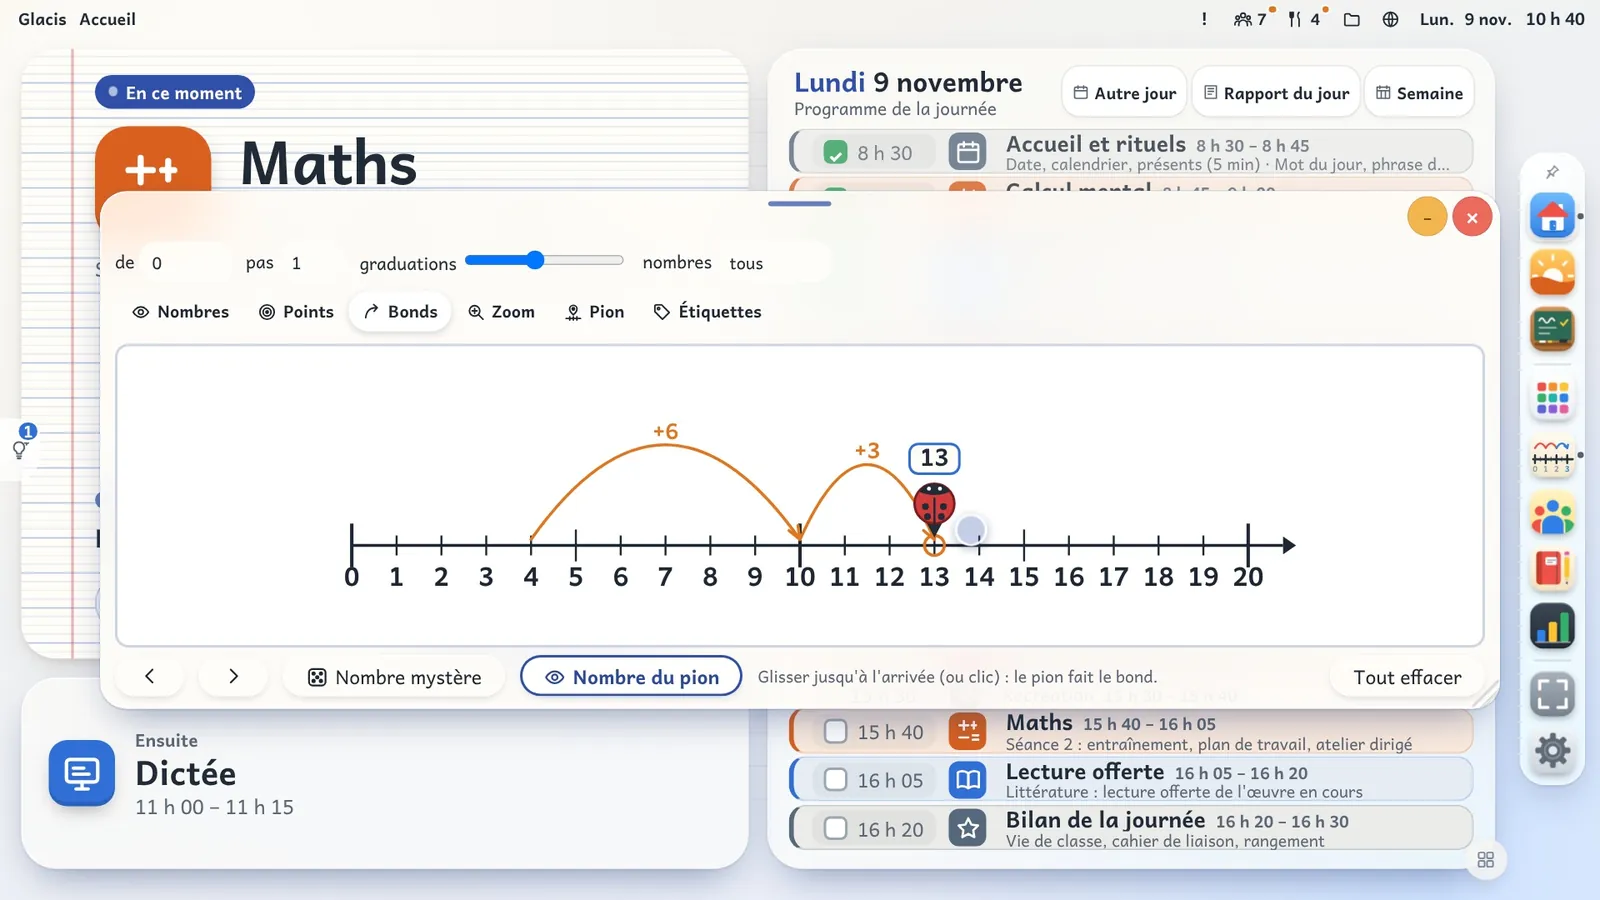 Glacis Accueil
! 7 4 Lun. 9 nov. 10 h 40
En ce moment
Maths
Lundi 9 novembre
Programme de la journée
Autre jour
Rapport du jour
Semaine
8 h 30 Accueil et rituels 8 h 30 – 8 h 45
Date, calendrier, présents (5 min) · Mot du jour, phrase d...
Calcul mental
de 0 pas 1 graduations nombres tous
Nombres Points Bonds Zoom Pion Étiquettes
1
+6
+3
13
0 1 2 3 4 5 6 7 8 9 10 11 12 13 14 15 16 17 18 19 20
0 1 2 3
Nombre mystère
Nombre du pion
Glisser jusqu'à l'arrivée (ou clic) : le pion fait le bond.
Tout effacer
Ensuite
Dictée
11 h 00 – 11 h 15
15 h 40 Maths 15 h 40 – 16 h 05
Séance 2 : entraînement, plan de travail, atelier dirigé
16 h 05 Lecture offerte 16 h 05 – 16 h 20
Littérature : lecture offerte de l'œuvre en cours
16 h 20 Bilan de la journée 16 h 20 – 16 h 30
Vie de classe, cahier de liaison, rangement